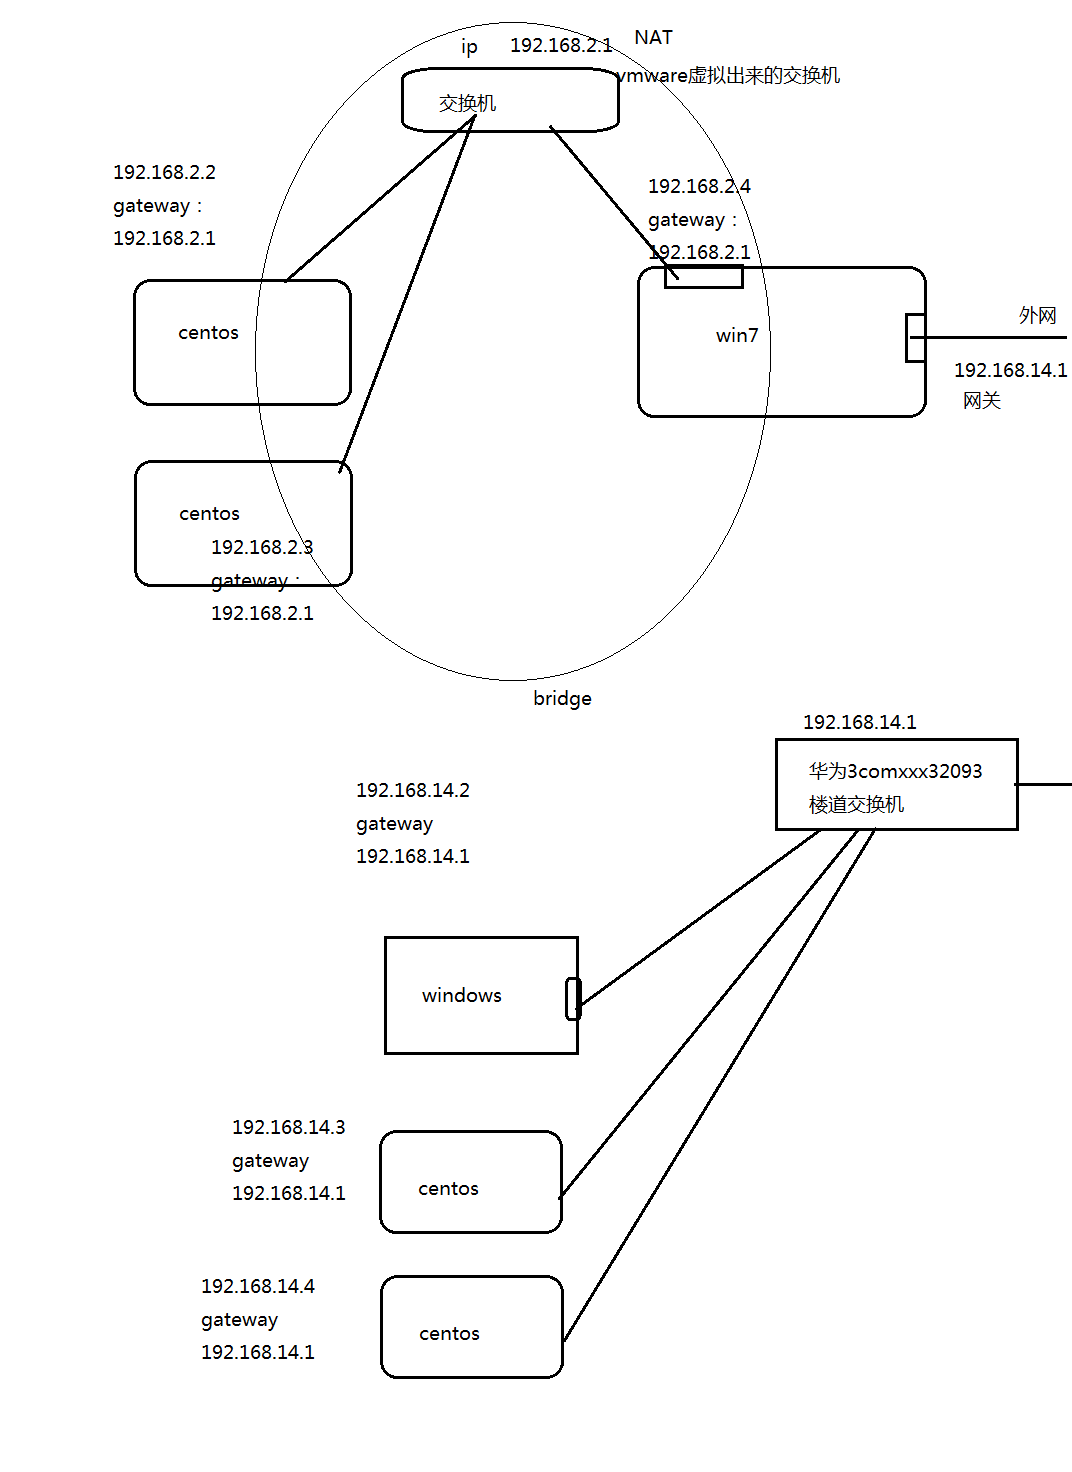 ip
192.168.2.1
NAT
vmware虚拟出来的交换机
交换机
192.168.2.2
gateway：
192.168.2.1
192.168.2.4
gateway：
192.168.2.1
centos
win7
外网
192.168.14.1
网关
centos
192.168.2.3
gateway：
192.168.2.1
bridge
192.168.14.1
华为3comxxx32093
楼道交换机
192.168.14.2
gateway
192.168.14.1
windows
192.168.14.3
gateway
192.168.14.1
centos
192.168.14.4
gateway
192.168.14.1
centos